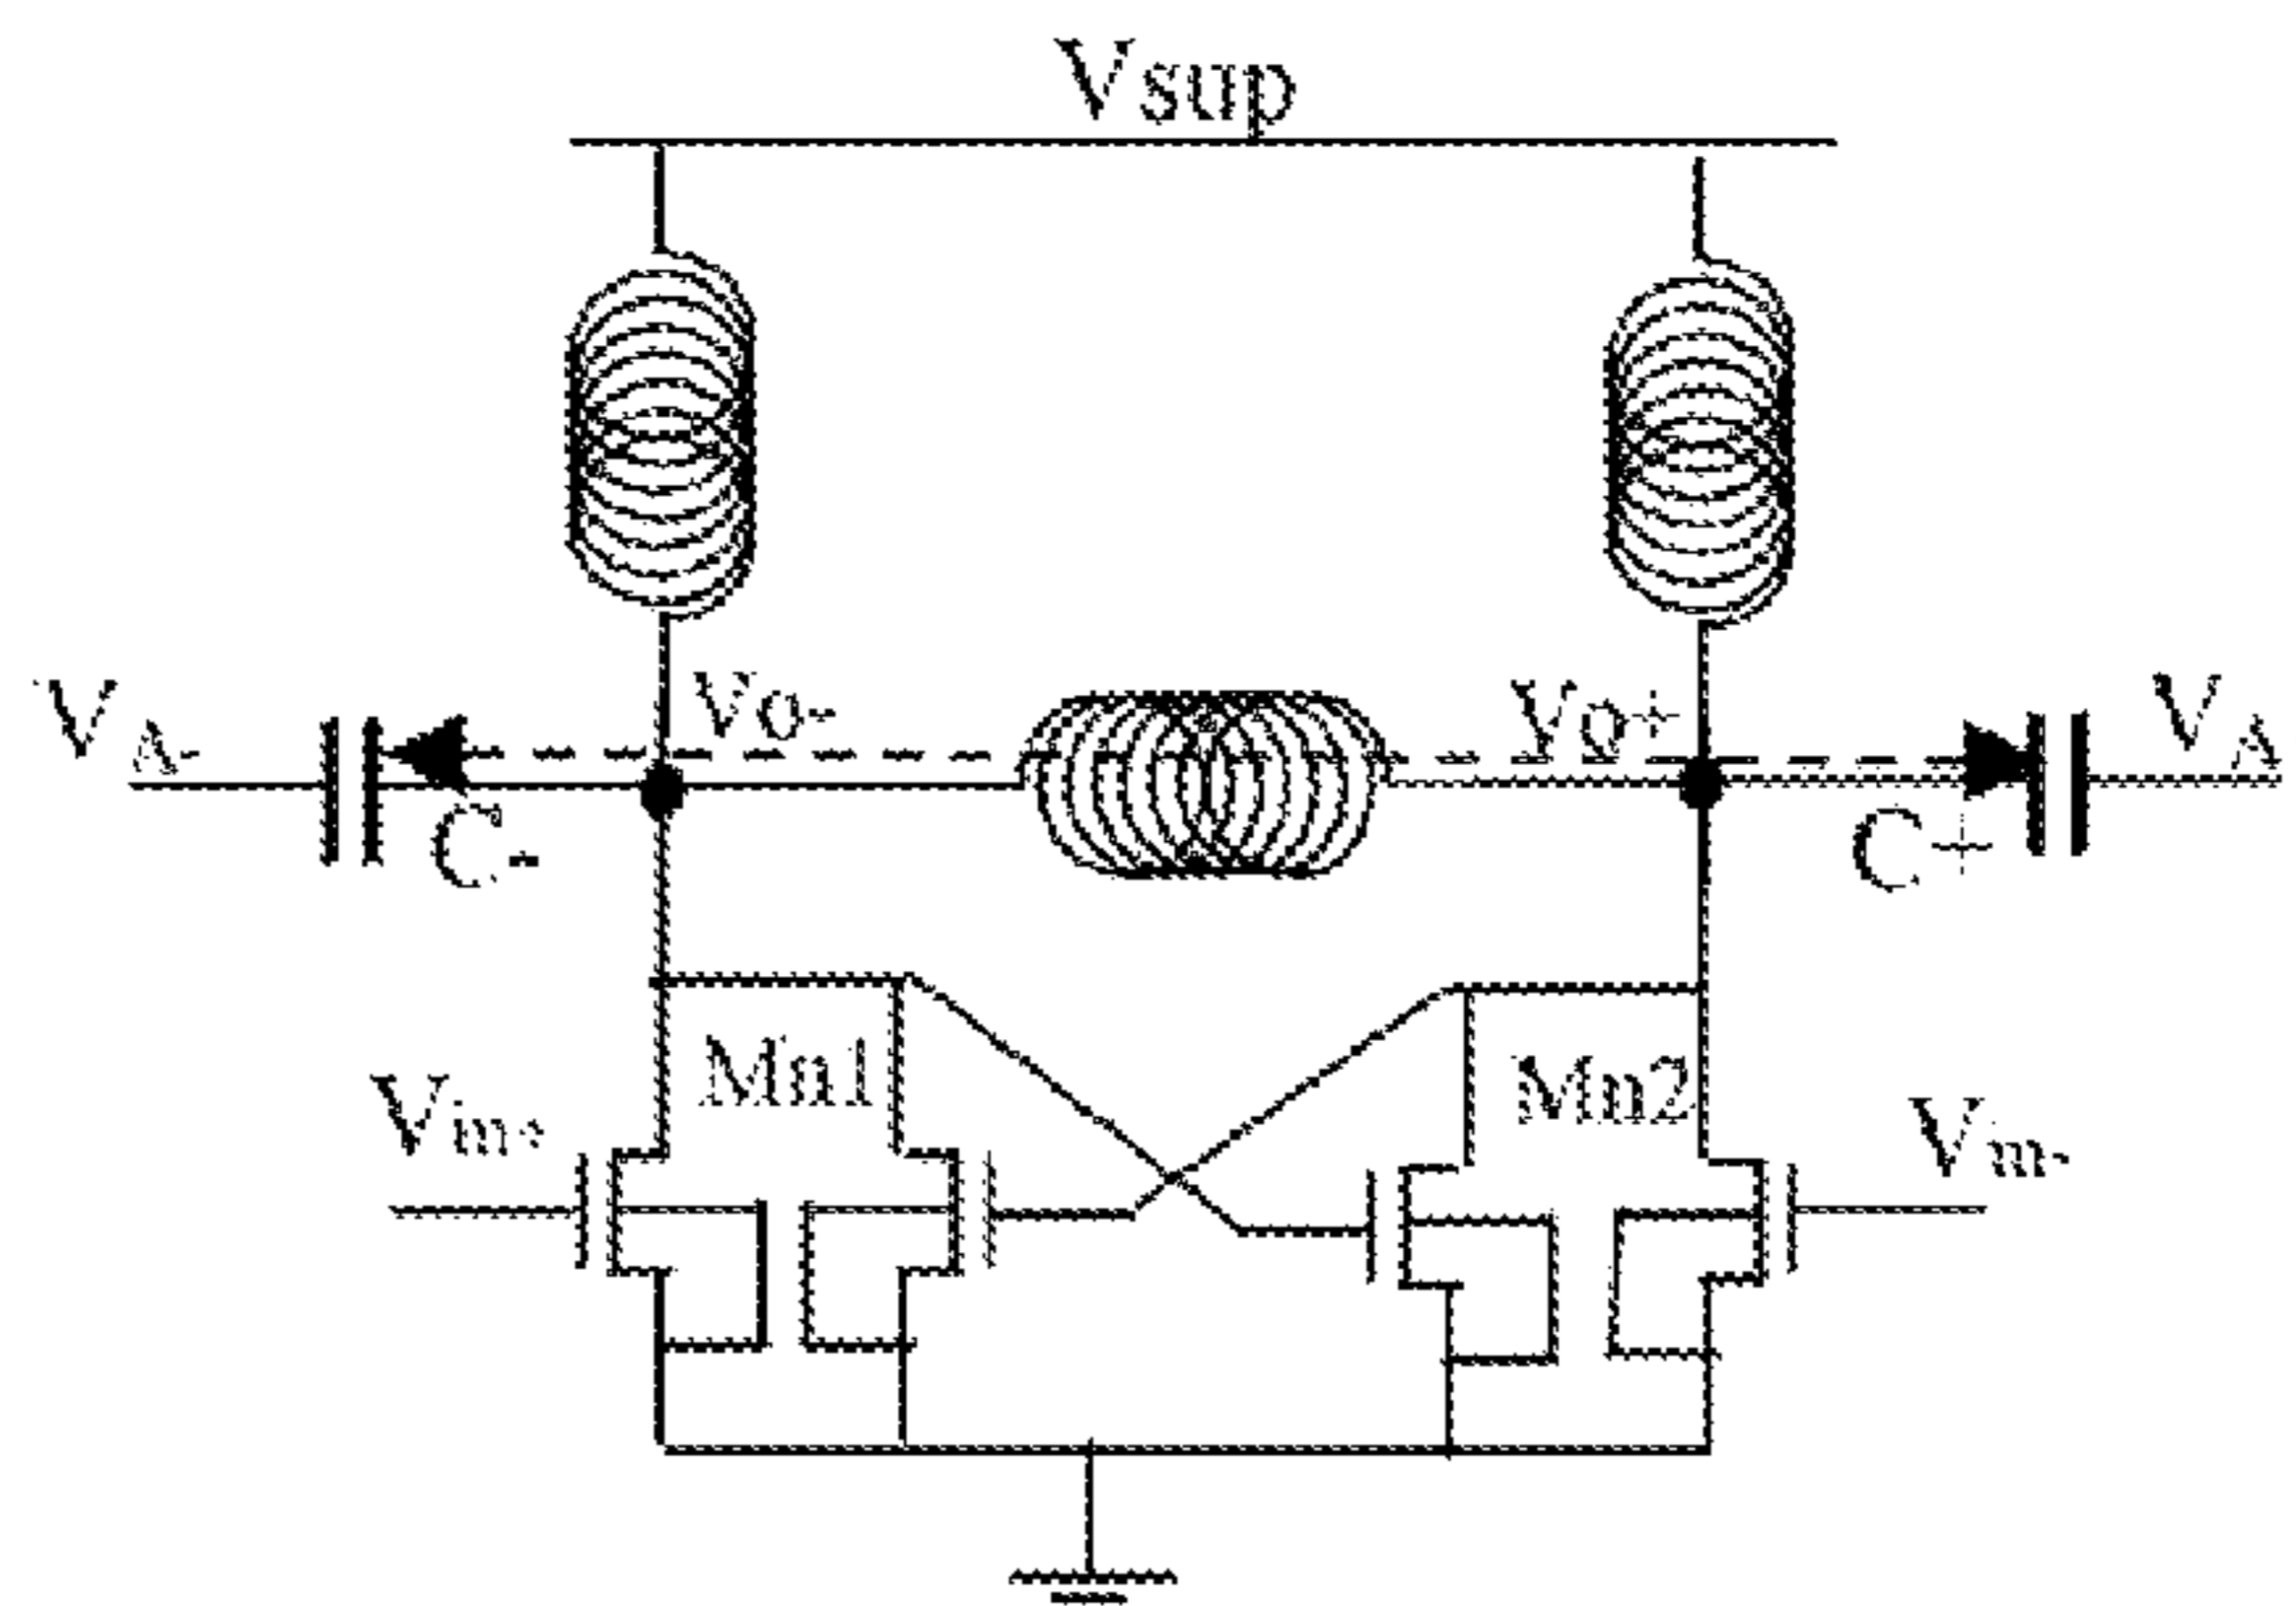 Vsup
VA-
VO-
VO+
VA
C-
C+
Mn1
Mn2
Vin+
Vin-